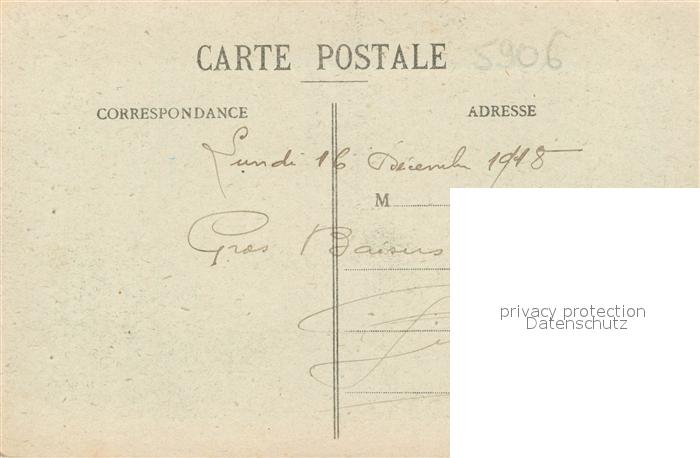 CARTE POSTALE 5906
CORRESPONDANCE
ADRESSE
Lundi 16 Décembre 1918
M
Gros Baisers
privacy protection
Datenschutz